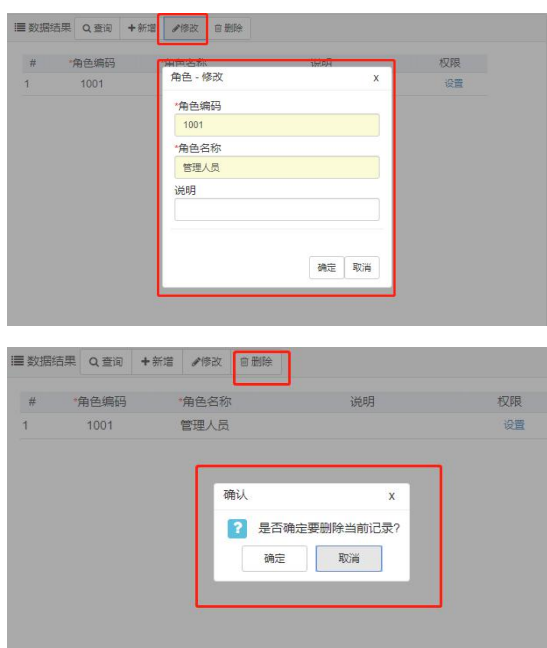 数据结果 查询 新增 修改 删除
# *角色编码 *角色名称 说明 权限
1 1001 设置
角色 - 修改 x
*角色编码
1001
*角色名称
管理人员
说明
确定 取消
数据结果 查询 新增 修改 删除
# *角色编码 *角色名称 说明 权限
1 1001 管理人员 设置
确认 x
? 是否确定要删除当前记录?
确定 取消